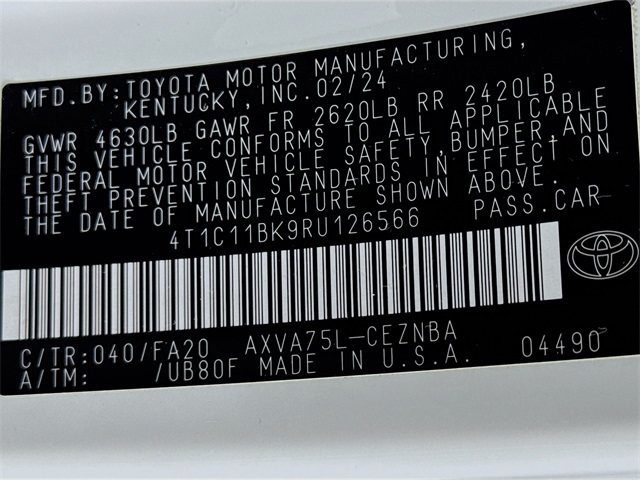 MFD.BY: TOYOTA MOTOR MANUFACTURING,
KENTUCKY, INC. 02/24
GVWR 4630LB GAWR FR 2620LB RR 2420LB
THIS VEHICLE CONFORMS TO ALL APPLICABLE
FEDERAL MOTOR VEHICLE SAFETY,BUMPER,AND
THEFT PREVENTION STANDARDS IN EFFECT ON
THE DATE OF MANUFACTURE SHOWN ABOVE.
4T1C11BK9RU126566 PASS.CAR
C/TR: 040/FA20 AXVA75L-CEZNBA
A/TM: /UB80F MADE IN U.S.A. 04490